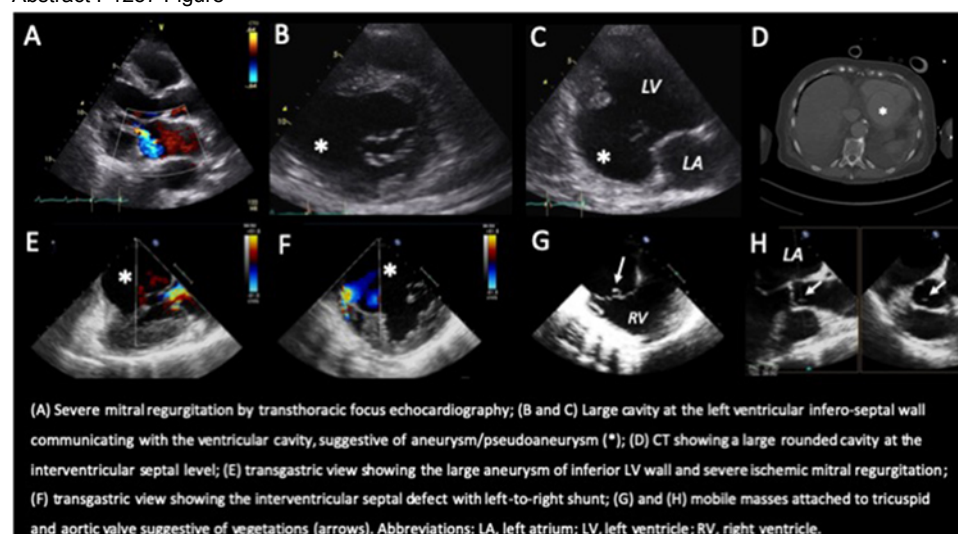 Abstract P1287 Figure
A
B
C
D
LV
*
*
LA
*
E
F
G
H
*
*
LA
RV
(A) Severe mitral regurgitation by transthoracic focus echocardiography; (B and C) Large cavity at the left ventricular infero-septal wall
communicating with the ventricular cavity, suggestive of aneurysm/pseudoaneurysm (*); (D) CT showing a large rounded cavity at the
interventricular septal level; (E) transgastric view showing the large aneurysm of inferior LV wall and severe ischemic mitral regurgitation;
(F) transgastric view showing the interventricular septal defect with left-to-right shunt; (G) and (H) mobile masses attached to tricuspid
and aortic valve suggestive of vegetations (arrows). Abbreviations: LA, left atrium; LV, left ventricle; RV, right ventricle.